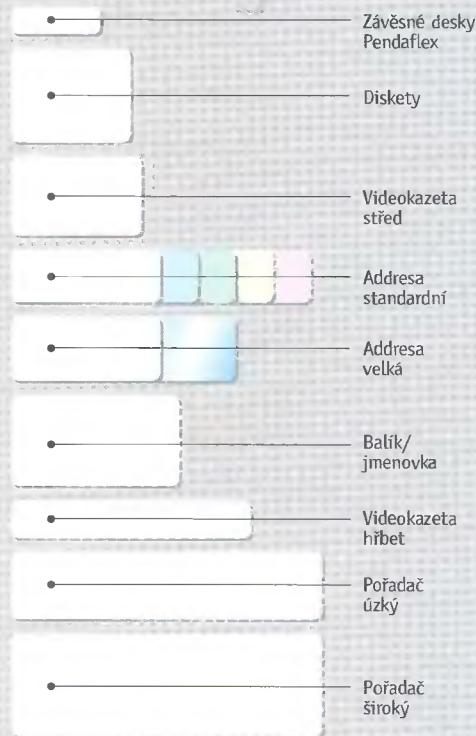 Závěsné desky
Pendaflex
Diskety
Videokazeta
střed
Addresa
standardní
Addresa
velká
Balík/
jmenovka
Videokazeta
hřbet
Pořadač
úzký
Pořadač
široký